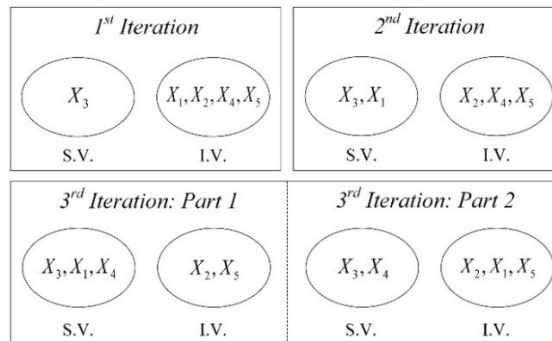 1st Iteration
X3
X1, X2, X4, X5
S.V.
I.V.
2nd Iteration
X3, X1
X2, X4, X5
S.V.
I.V.
3rd Iteration: Part 1
X3, X1, X4
X2, X5
S.V.
I.V.
3rd Iteration: Part 2
X3, X4
X2, X1, X5
S.V.
I.V.